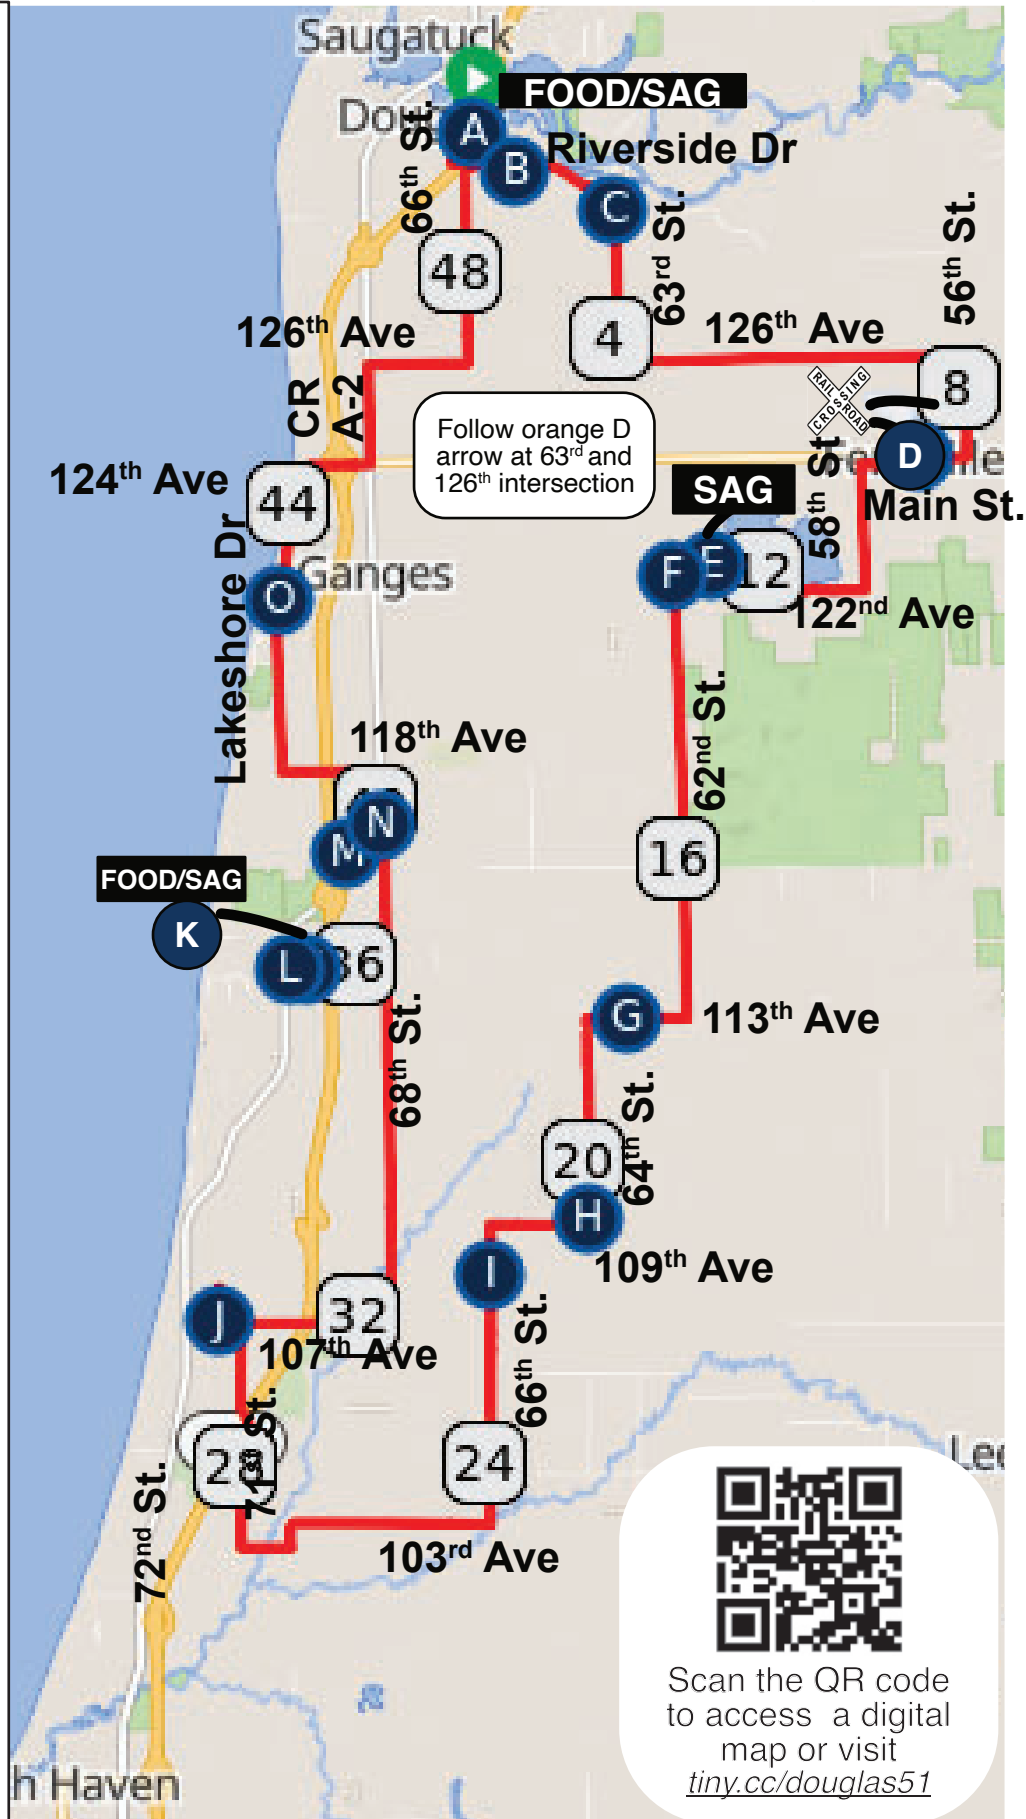 Saugatuck
FOOD/SAG
A
66th St.
B
Riverside Dr
C
63rd St.
56th St.
48
4
126th Ave
126th Ave
8
CR
A-2
RAIL ROAD
CROSSING
Follow orange D
arrow at 63rd and
126th intersection
D
124th Ave
44
SAG
58th St
Main St.
Lakeshore Dr
Ganges
O
F
E
12
122nd Ave
62nd St.
118th Ave
N
M
16
FOOD/SAG
K
L
36
68th St.
G
113th Ave
64th St.
20
H
109th Ave
I
J
32
107th Ave
66th St.
71st St.
24
72nd St.
103rd Ave
h Haven
Scan the QR code
to access a digital
map or visit
tiny.cc/douglas51